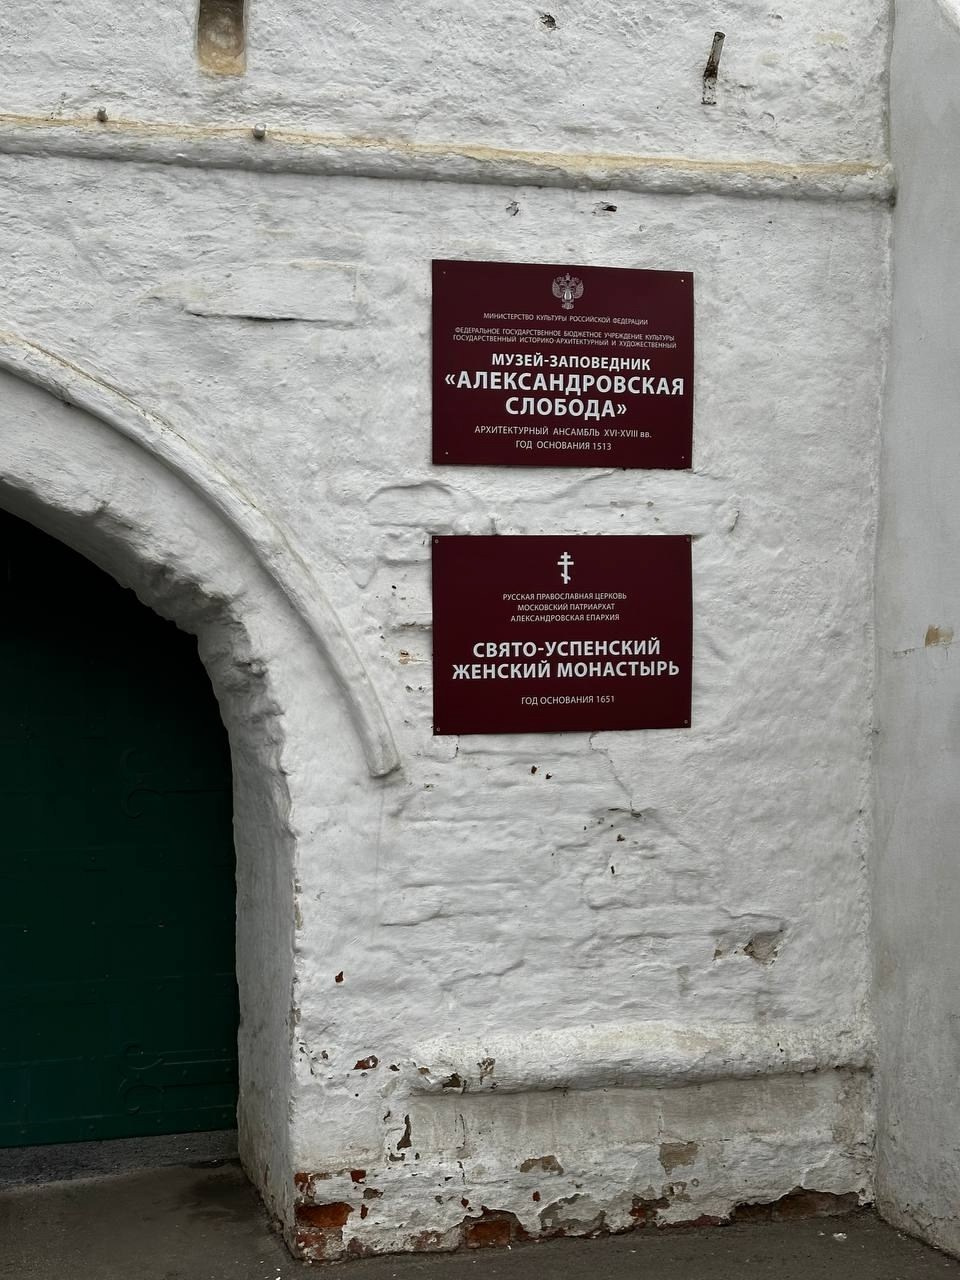 МИНИСТЕРСТВО КУЛЬТУРЫ РОССИЙСКОЙ ФЕДЕРАЦИИ
ФЕДЕРАЛЬНОЕ ГОСУДАРСТВЕННОЕ БЮДЖЕТНОЕ УЧРЕЖДЕНИЕ КУЛЬТУРЫ
ГОСУДАРСТВЕННЫЙ ИСТОРИКО-АРХИТЕКТУРНЫЙ И ХУДОЖЕСТВЕННЫЙ
МУЗЕЙ-ЗАПОВЕДНИК
«АЛЕКСАНДРОВСКАЯ
СЛОБОДА»
АРХИТЕКТУРНЫЙ АНСАМБЛЬ XVI-XVIII вв.
ГОД ОСНОВАНИЯ 1513
РУССКАЯ ПРАВОСЛАВНАЯ ЦЕРКОВЬ
МОСКОВСКИЙ ПАТРИАРХАТ
АЛЕКСАНДРОВСКАЯ ЕПАРХИЯ
СВЯТО-УСПЕНСКИЙ
ЖЕНСКИЙ МОНАСТЫРЬ
ГОД ОСНОВАНИЯ 1651